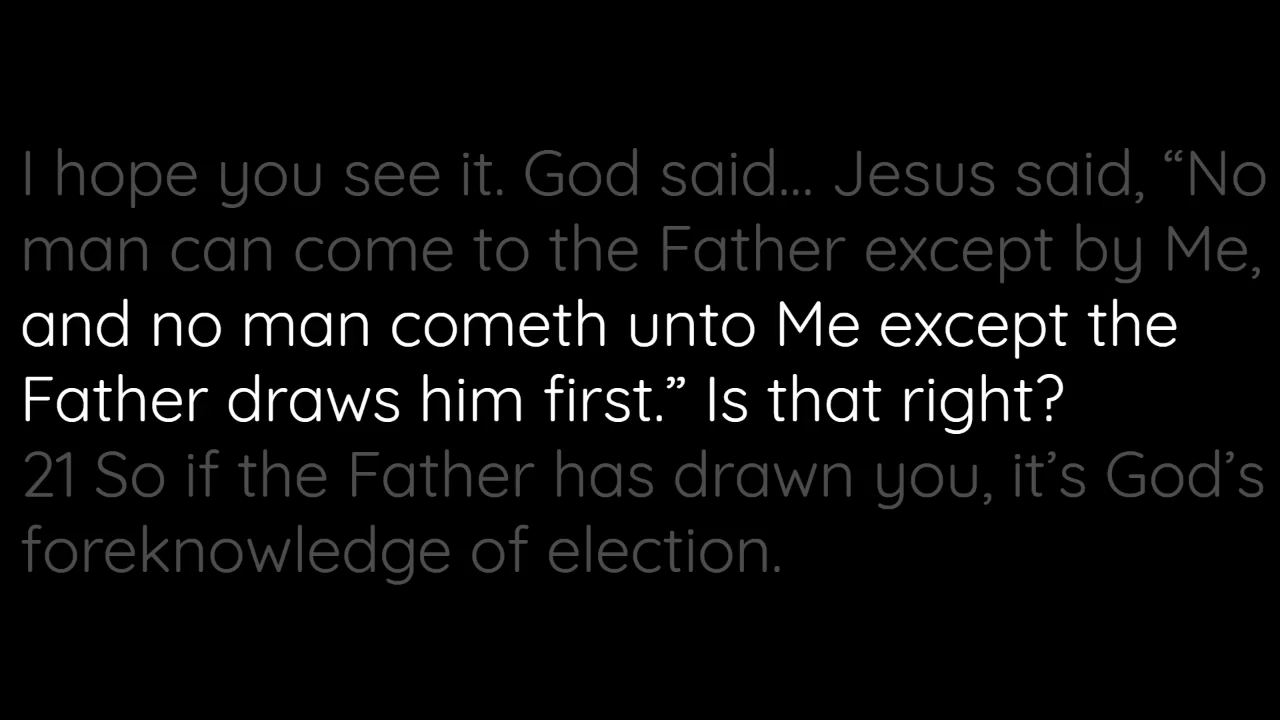 I hope you see it. God said... Jesus said, “No
man can come to the Father except by Me,
and no man cometh unto Me except the
Father draws him first.” Is that right?
21 So if the Father has drawn you, it’s God’s
foreknowledge of election.